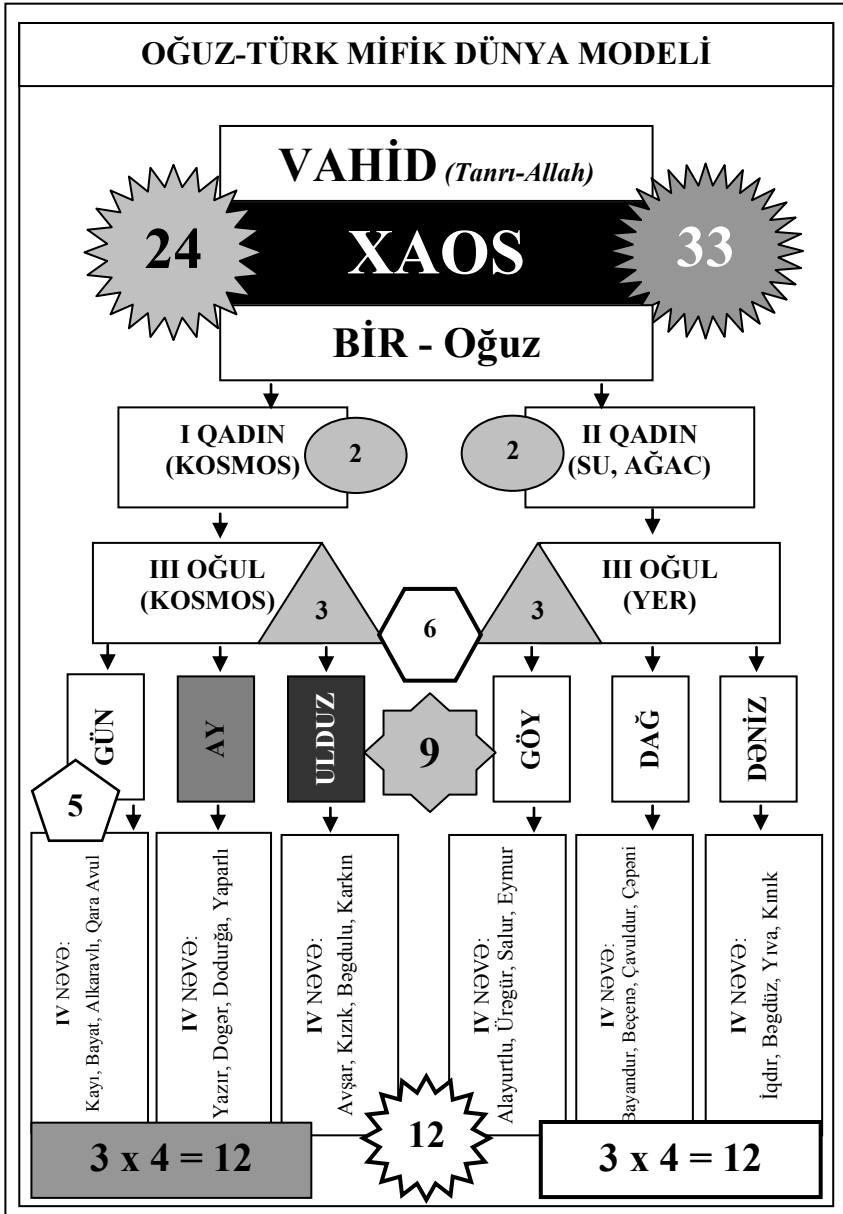 OĞUZ-TÜRK MİFİK DÜNYA MODELİ
VAHİD (Tanrı-Allah)
24
XAOS
33
BİR - Oğuz
I QADIN
(KOSMOS)
2
2
II QADIN
(SU, AĞAC)
III OĞUL
(KOSMOS)
3
6
3
III OĞUL
(YER)
GÜN
AY
ULDUZ
9
GÖY
DAĞ
DƏNİZ
5
IV NƏVƏ:
Kayı, Bayat, Alkaravlı, Qara Avul
IV NƏVƏ:
Yazır, Dogər, Dodurğa, Yaparlı
IV NƏVƏ:
Avşar, Kızık, Bəgdulu, Karkın
IV NƏVƏ:
Alayurtlu, Ürəgür, Salur, Eymur
IV NƏVƏ:
Bayandur, Beçenə, Çavuldur, Çəpəni
IV NƏVƏ:
İqdır, Bəgdüz, Yıva, Kınık
3 x 4 = 12
12
3 x 4 = 12